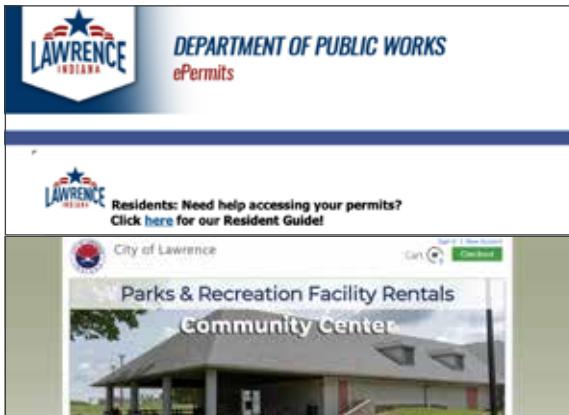 LAWRENCE
INDIANA
DEPARTMENT OF PUBLIC WORKS
ePermits
LAWRENCE
INDIANA
Residents: Need help accessing your permits?
Click here for our Resident Guide!
City of Lawrence
Cart
Checkout
Parks & Recreation Facility Rentals
Community Center